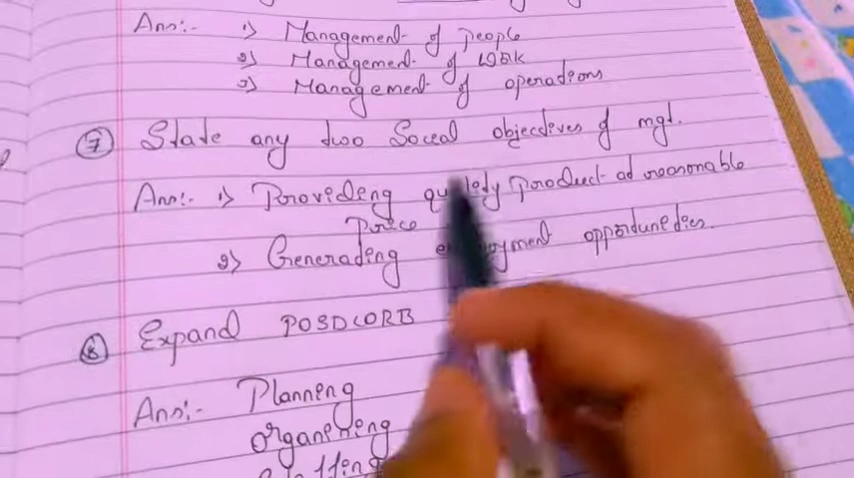 Ans:- 1) Management of people
2) Management of work
3) Management of operations
7 State any two Social objectives of mgt.
Ans:- 1) Providing quality product at reasonable
Price
2) Generating employment opportunities.
8 Expand POSDCORB
Ans:- Planning
Organising